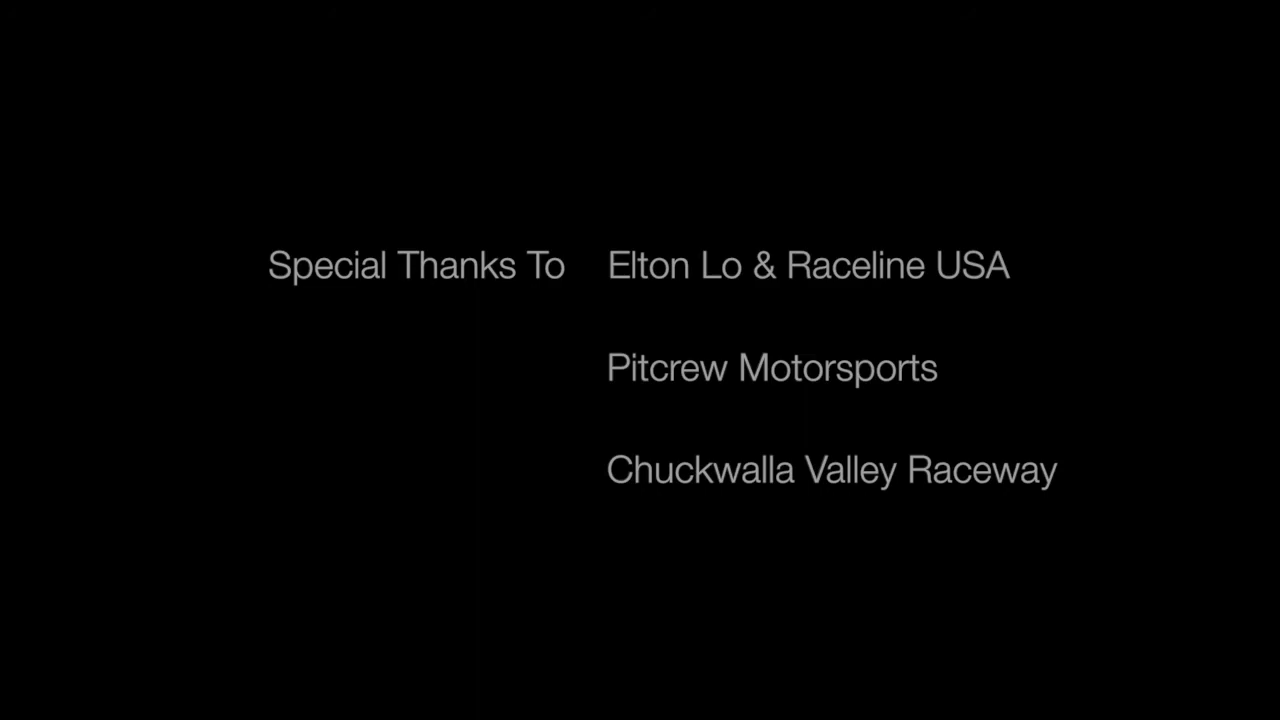 Special Thanks To Elton Lo & Raceline USA
Pitcrew Motorsports
Chuckwalla Valley Raceway